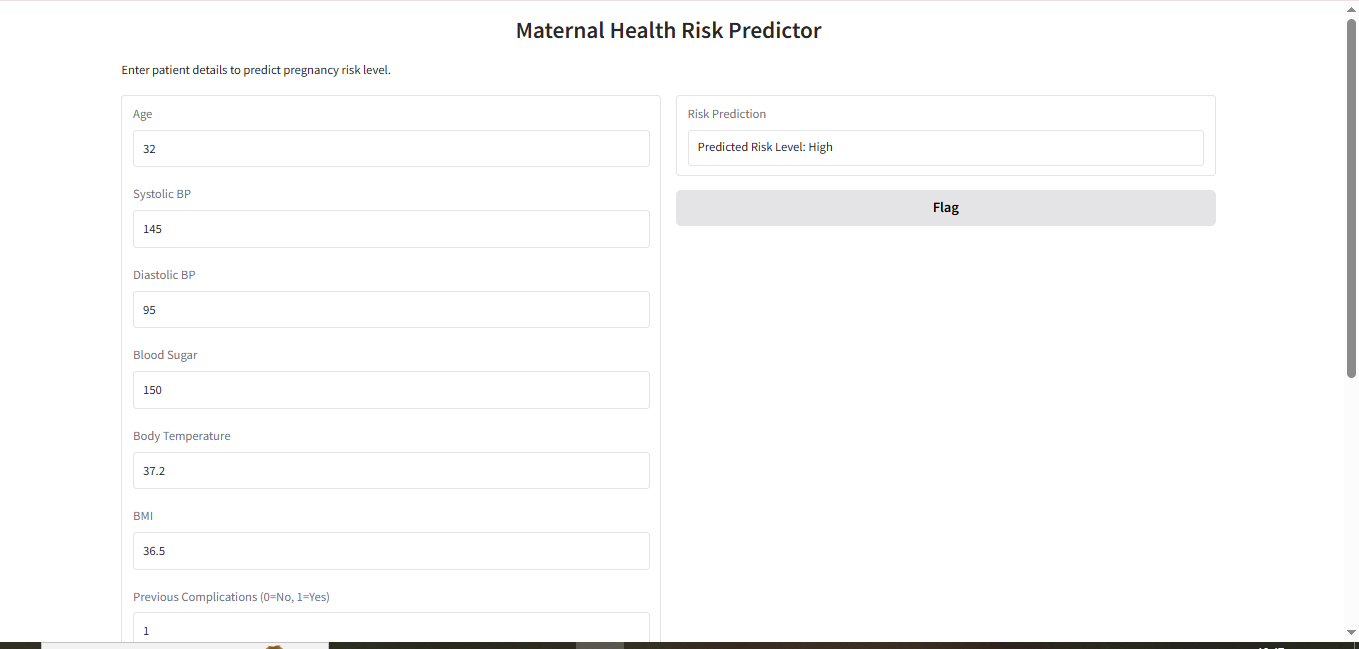 Maternal Health Risk Predictor
Enter patient details to predict pregnancy risk level.
Age
32
Systolic BP
145
Diastolic BP
95
Blood Sugar
150
Body Temperature
37.2
BMI
36.5
Previous Complications (0=No, 1=Yes)
1
Risk Prediction
Predicted Risk Level: High
Flag